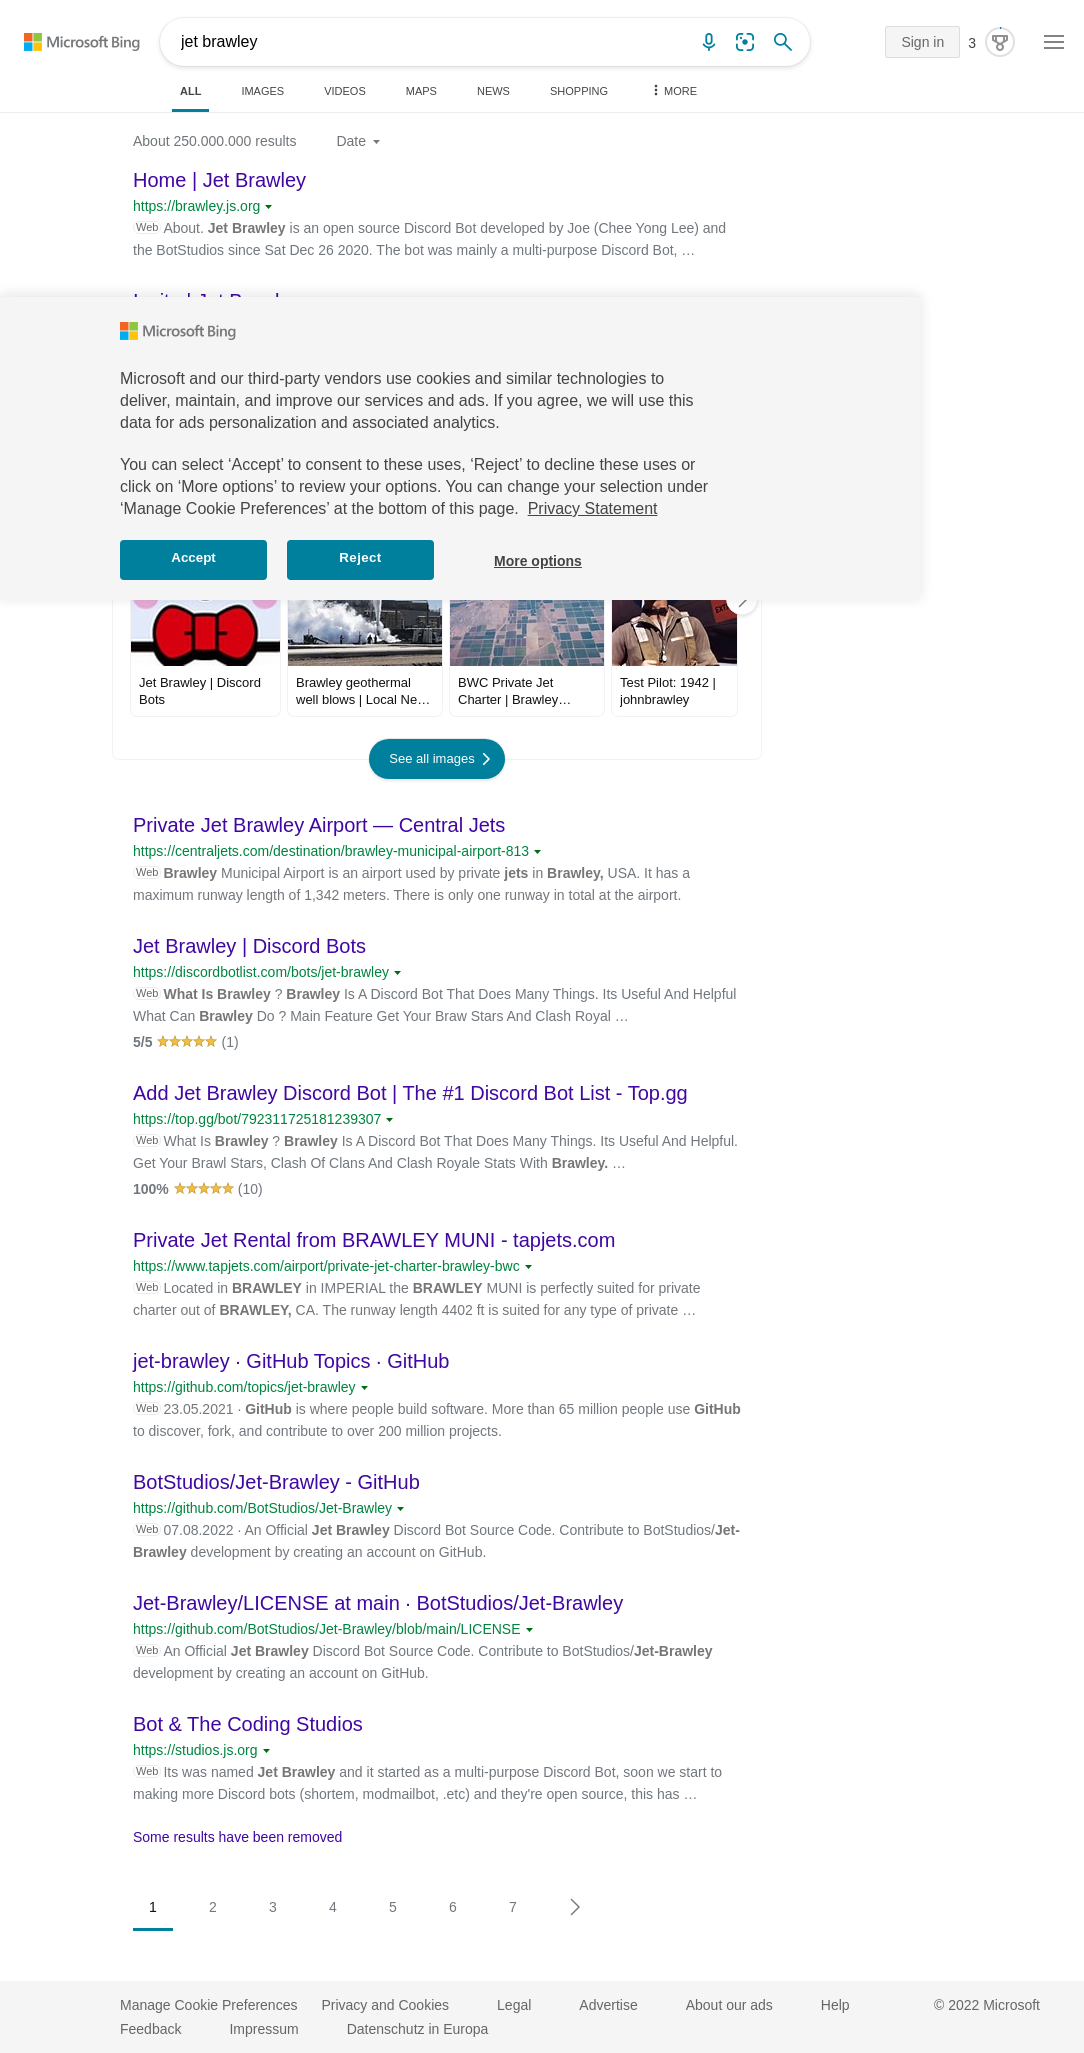 Microsoft Bing
jet brawley
Sign in
3
ALL
IMAGES
VIDEOS
MAPS
NEWS
SHOPPING
MORE
About 250.000.000 results
Date
Home | Jet Brawley
https://brawley.js.org
Web About. Jet Brawley is an open source Discord Bot developed by Joe (Chee Yong Lee) and
the BotStudios since Sat Dec 26 2020. The bot was mainly a multi-purpose Discord Bot, …
Microsoft Bing
Microsoft and our third-party vendors use cookies and similar technologies to
deliver, maintain, and improve our services and ads. If you agree, we will use this
data for ads personalization and associated analytics.
You can select ‘Accept’ to consent to these uses, ‘Reject’ to decline these uses or
click on ‘More options’ to review your options. You can change your selection under
‘Manage Cookie Preferences’ at the bottom of this page. Privacy Statement
Accept
Reject
More options
Jet Brawley | Discord
Bots
Brawley geothermal
well blows | Local Ne…
BWC Private Jet
Charter | Brawley…
Test Pilot: 1942 |
johnbrawley
See all images
Private Jet Brawley Airport — Central Jets
https://centraljets.com/destination/brawley-municipal-airport-813
Web Brawley Municipal Airport is an airport used by private jets in Brawley, USA. It has a
maximum runway length of 1,342 meters. There is only one runway in total at the airport.
Jet Brawley | Discord Bots
https://discordbotlist.com/bots/jet-brawley
Web What Is Brawley ? Brawley Is A Discord Bot That Does Many Things. Its Useful And Helpful
What Can Brawley Do ? Main Feature Get Your Braw Stars And Clash Royal …
5/5 (1)
Add Jet Brawley Discord Bot | The #1 Discord Bot List - Top.gg
https://top.gg/bot/792311725181239307
Web What Is Brawley ? Brawley Is A Discord Bot That Does Many Things. Its Useful And Helpful.
Get Your Brawl Stars, Clash Of Clans And Clash Royale Stats With Brawley. …
100% (10)
Private Jet Rental from BRAWLEY MUNI - tapjets.com
https://www.tapjets.com/airport/private-jet-charter-brawley-bwc
Web Located in BRAWLEY in IMPERIAL the BRAWLEY MUNI is perfectly suited for private
charter out of BRAWLEY, CA. The runway length 4402 ft is suited for any type of private …
jet-brawley · GitHub Topics · GitHub
https://github.com/topics/jet-brawley
Web 23.05.2021 · GitHub is where people build software. More than 65 million people use GitHub
to discover, fork, and contribute to over 200 million projects.
BotStudios/Jet-Brawley - GitHub
https://github.com/BotStudios/Jet-Brawley
Web 07.08.2022 · An Official Jet Brawley Discord Bot Source Code. Contribute to BotStudios/Jet-
Brawley development by creating an account on GitHub.
Jet-Brawley/LICENSE at main · BotStudios/Jet-Brawley
https://github.com/BotStudios/Jet-Brawley/blob/main/LICENSE
Web An Official Jet Brawley Discord Bot Source Code. Contribute to BotStudios/Jet-Brawley
development by creating an account on GitHub.
Bot & The Coding Studios
https://studios.js.org
Web Its was named Jet Brawley and it started as a multi-purpose Discord Bot, soon we start to
making more Discord bots (shortem, modmailbot, .etc) and they're open source, this has …
Some results have been removed
1 2 3 4 5 6 7
Manage Cookie Preferences
Privacy and Cookies
Legal
Advertise
About our ads
Help
© 2022 Microsoft
Feedback
Impressum
Datenschutz in Europa